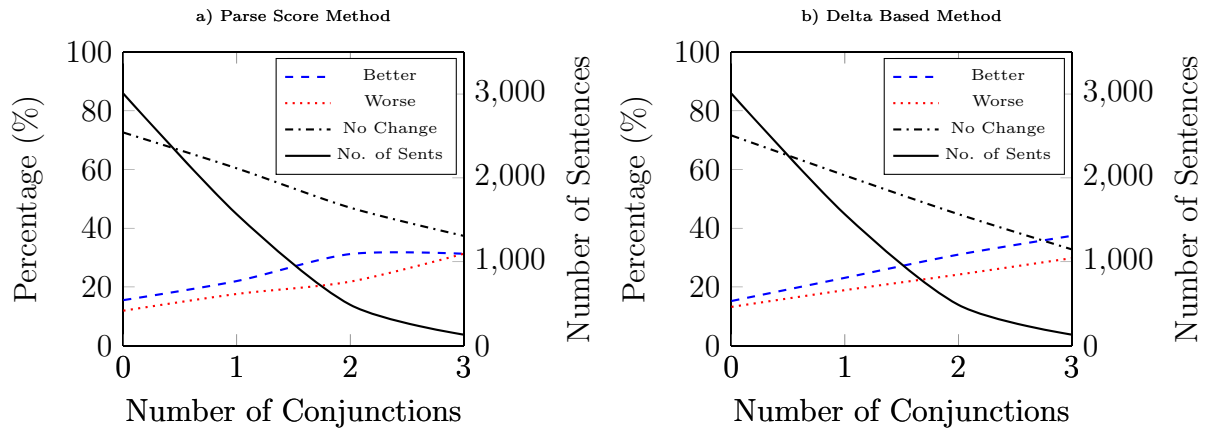 a) Parse Score Method
Percentage (%)
100
80
60
40
20
0
0 1 2 3
Number of Conjunctions
3,000
2,000
1,000
0
Number of Sentences
Better
Worse
No Change
No. of Sents
b) Delta Based Method
Percentage (%)
100
80
60
40
20
0
0 1 2 3
Number of Conjunctions
3,000
2,000
1,000
0
Number of Sentences
Better
Worse
No Change
No. of Sents